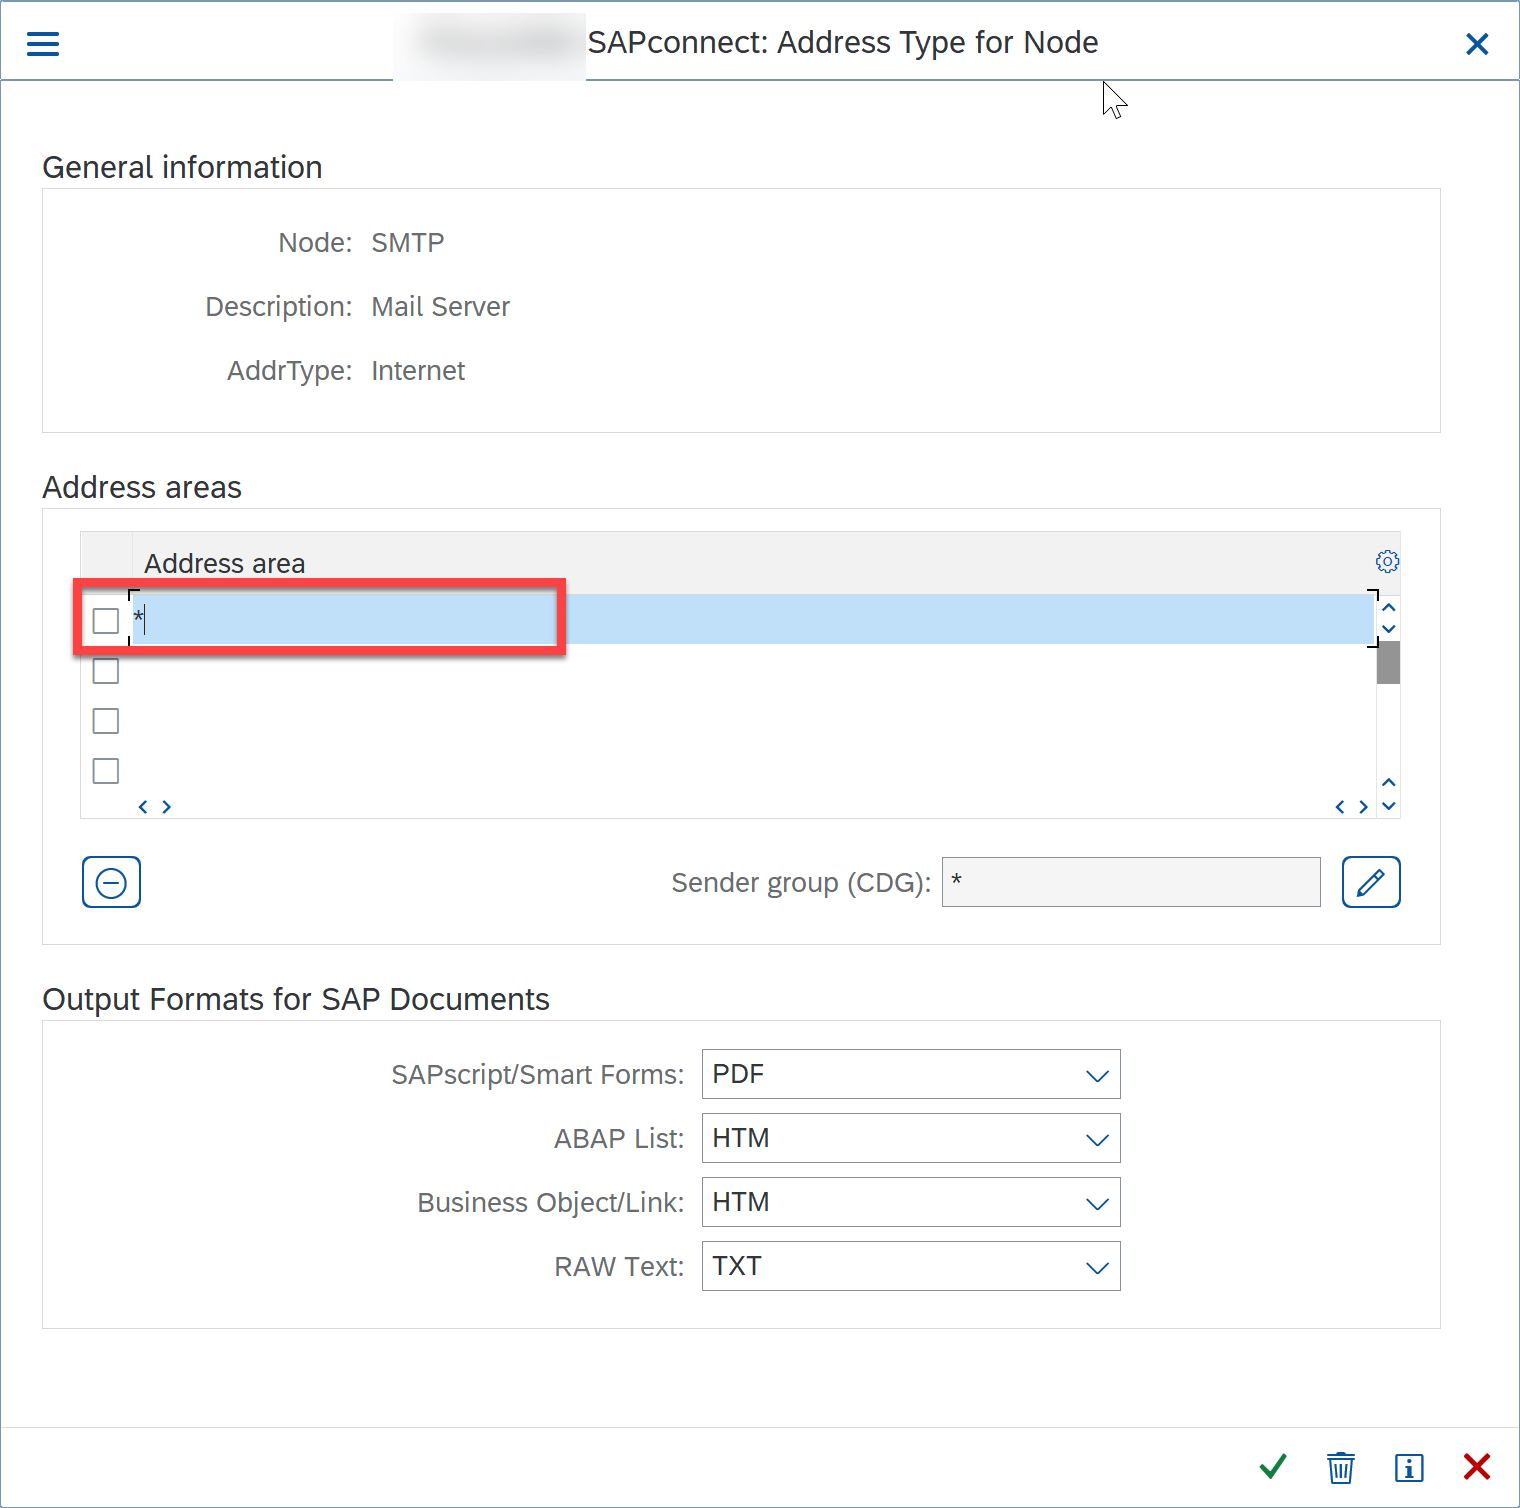 SAPconnect: Address Type for Node
General information
Node: SMTP
Description: Mail Server
AddrType: Internet
Address areas
Address area
*
Sender group (CDG): *
Output Formats for SAP Documents
SAPscript/Smart Forms: PDF
ABAP List: HTM
Business Object/Link: HTM
RAW Text: TXT